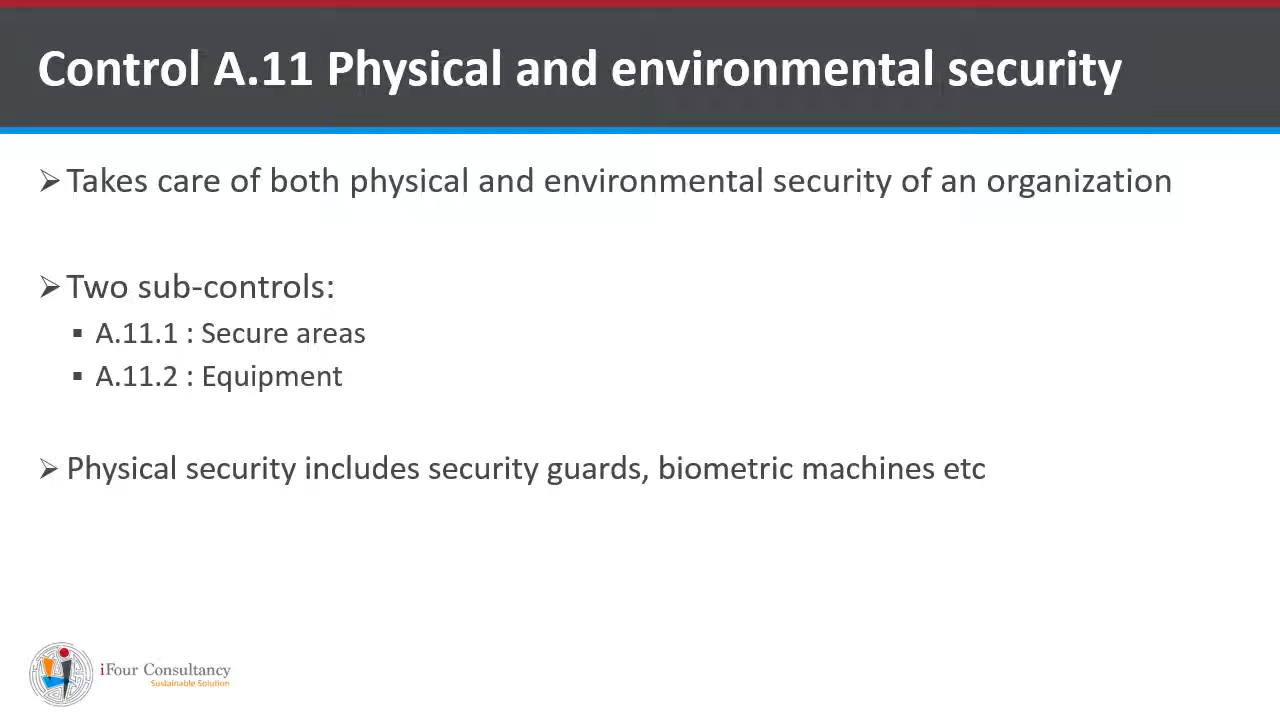 Control A.11 Physical and environmental security
Takes care of both physical and environmental security of an organization
Two sub-controls:
A.11.1 : Secure areas
A.11.2 : Equipment
Physical security includes security guards, biometric machines etc
iFour Consultancy
Sustainable Solution